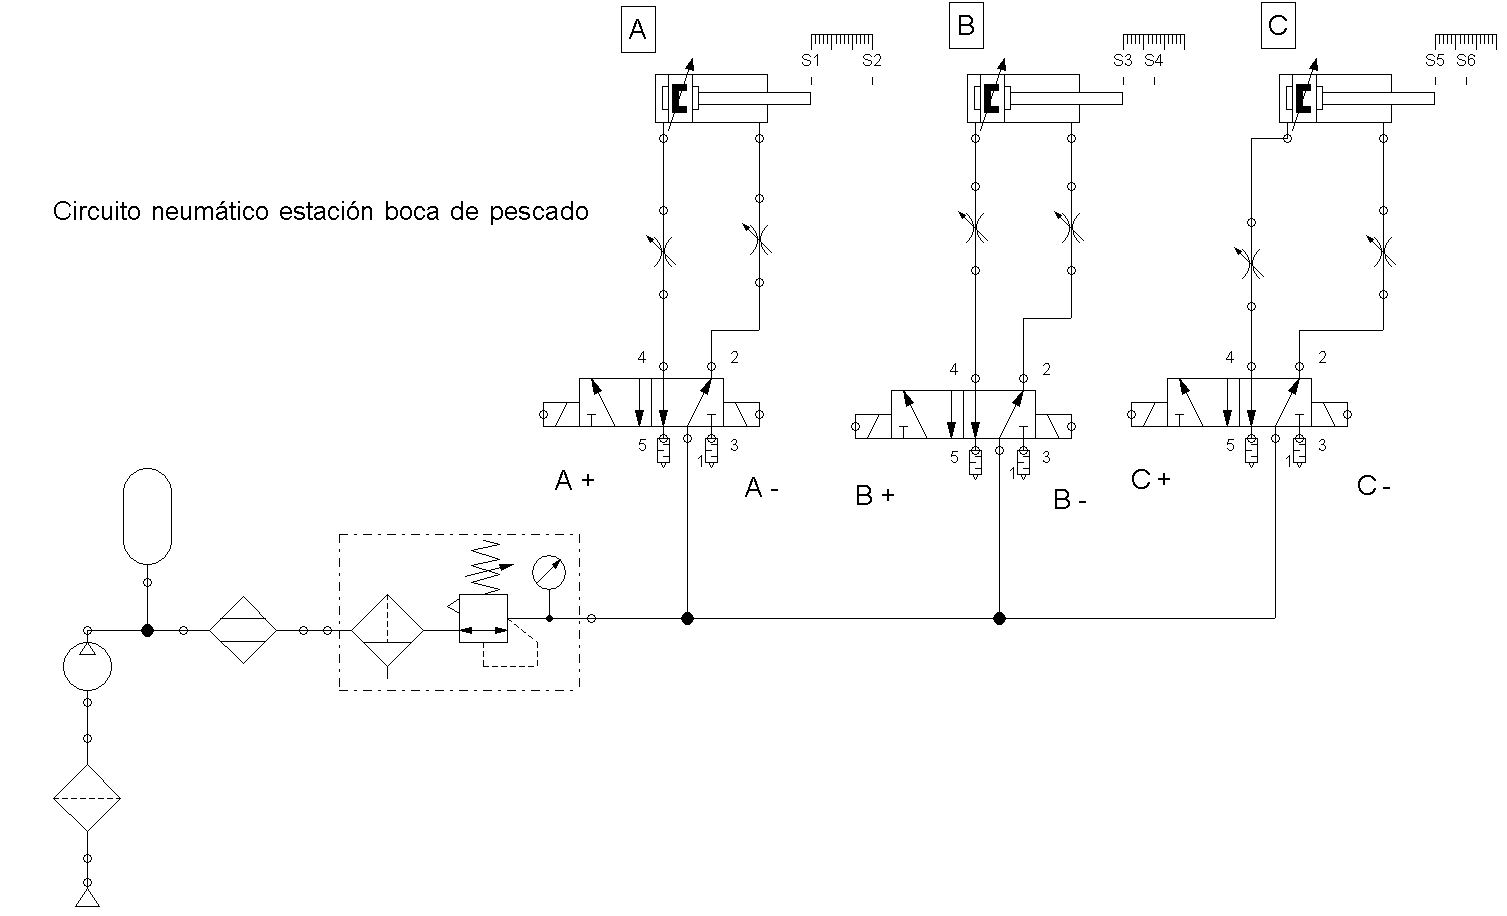 A
B
C
S1 S2
S3 S4
S5 S6
Circuito neumático estación boca de pescado
4 2
4 2
4 2
5 1 3
5 1 3
5 1 3
A +
A -
B +
B -
C +
C -